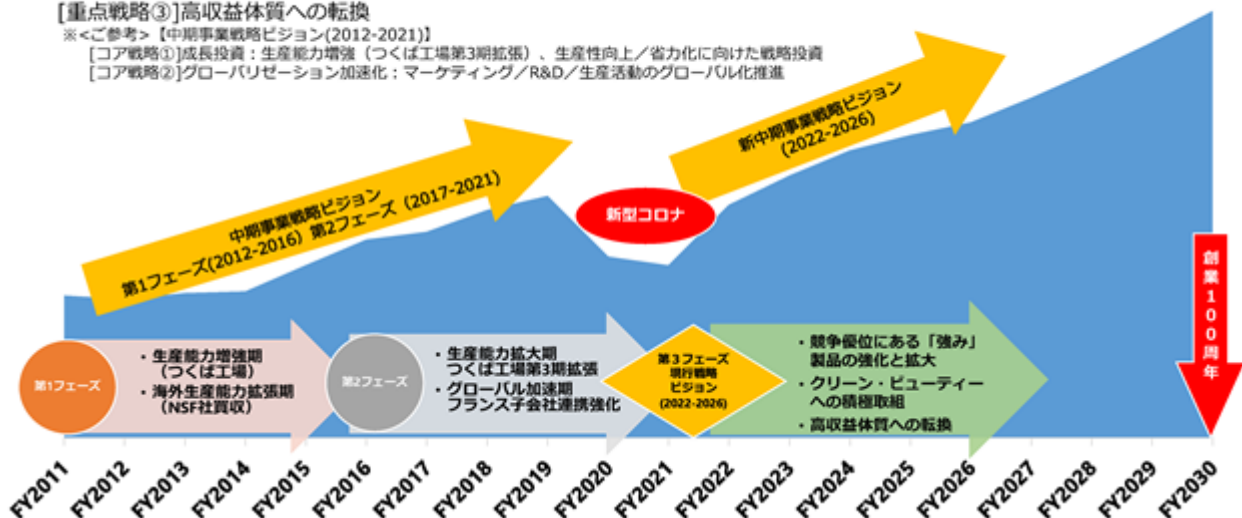 [重点戦略③]高収益体質への転換
※<ご参考>【中期事業戦略ビジョン(2012-2021)】
[コア戦略①]成長投資：生産能力増強（つくば工場第3期拡張）、生産性向上／省力化に向けた戦略投資
[コア戦略②]グローバリゼーション加速化：マーケティング／R&D／生産活動のグローバル化推進
中期事業戦略ビジョン
第1フェーズ(2012-2016) 第2フェーズ（2017-2021)
新型コロナ
新中期事業戦略ビジョン
(2022-2026)
創業100周年
第1フェーズ
・生産能力増強期
（つくば工場）
・海外生産能力拡張期
（NSF社買収）
第2フェーズ
・生産能力拡大期
つくば工場第3期拡張
・グローバル加速期
フランス子会社連携強化
第３フェーズ
現行戦略
ビジョン
(2022-2026)
・競争優位にある「強み」
製品の強化と拡大
・クリーン・ビューティー
への積極取組
・高収益体質への転換
FY2011
FY2012
FY2013
FY2014
FY2015
FY2016
FY2017
FY2018
FY2019
FY2020
FY2021
FY2022
FY2023
FY2024
FY2025
FY2026
FY2027
FY2028
FY2029
FY2030